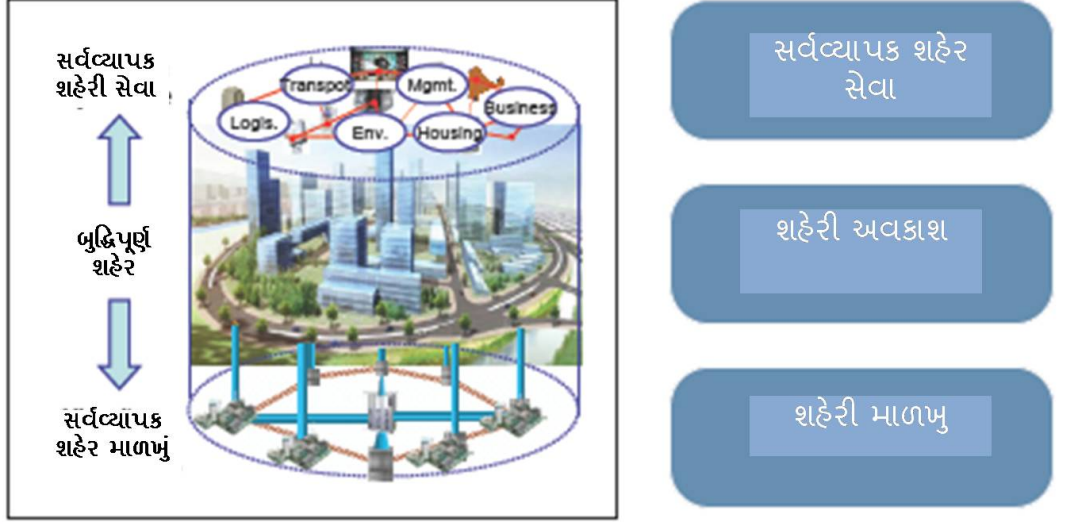 સર્વવ્યાપક
શહેરી સેવા
બુદ્ધિપૂર્ણ
શહેર
સર્વવ્યાપક
શહેર માળખું
Transpot
Mgmt.
Business
Logis.
Env.
Housing
સર્વવ્યાપક શહેર
સેવા
શહેરી અવકાશ
શહેરી માળખુ